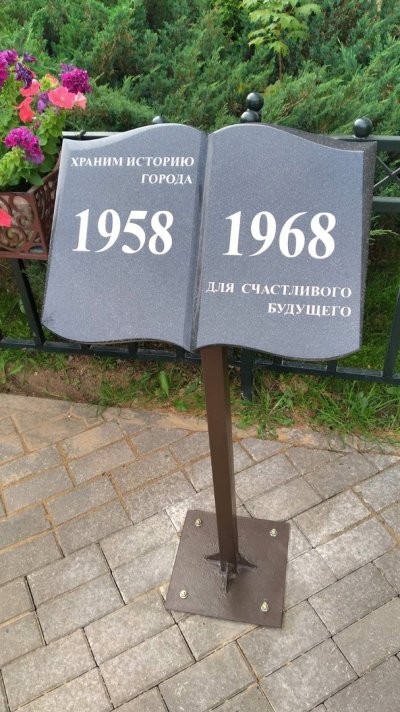 ХРАНИМ ИСТОРИЮ
ГОРОДА
1958
1968
ДЛЯ СЧАСТЛИВОГО
БУДУЩЕГО